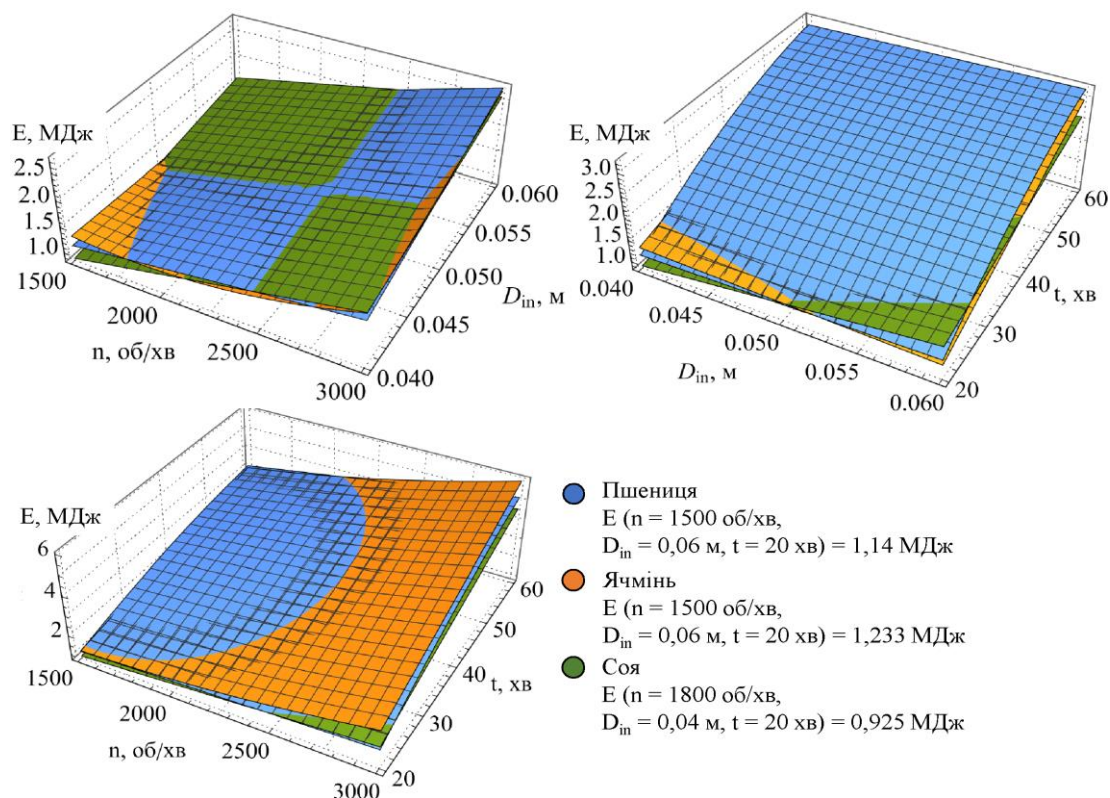 E, МДж
2.5
2.0
1.5
1.0
1500
2000
2500
3000
n, об/хв
0.060
0.055
0.050
0.045
0.040
D_in, м
E, МДж
3.0
2.5
2.0
1.5
1.0
0.040
0.045
0.050
0.055
0.060
D_in, м
60
50
40
30
20
t, хв
E, МДж
6
4
2
1500
2000
2500
3000
n, об/хв
60
50
40
30
20
t, хв
Пшениця
E (n = 1500 об/хв,
D_in = 0,06 м, t = 20 хв) = 1,14 МДж
Ячмінь
E (n = 1500 об/хв,
D_in = 0,06 м, t = 20 хв) = 1,233 МДж
Соя
E (n = 1800 об/хв,
D_in = 0,04 м, t = 20 хв) = 0,925 МДж